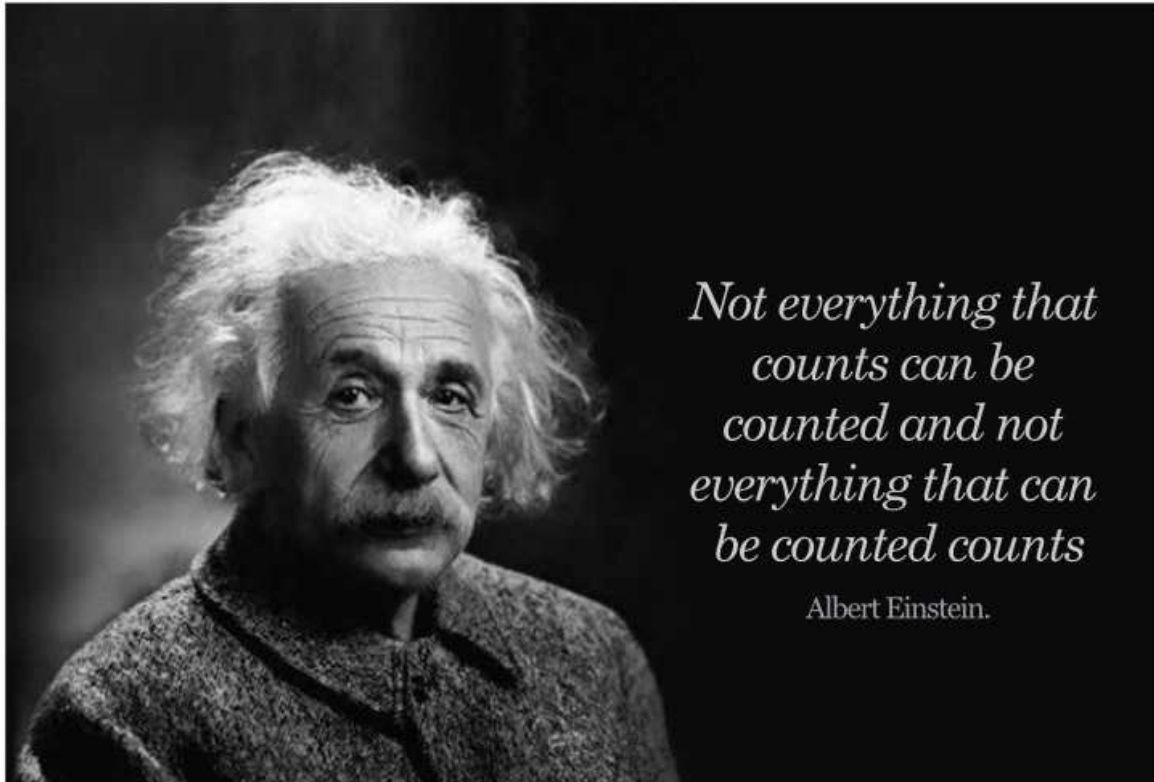 Not everything that
counts can be
counted and not
everything that can
be counted counts
Albert Einstein.